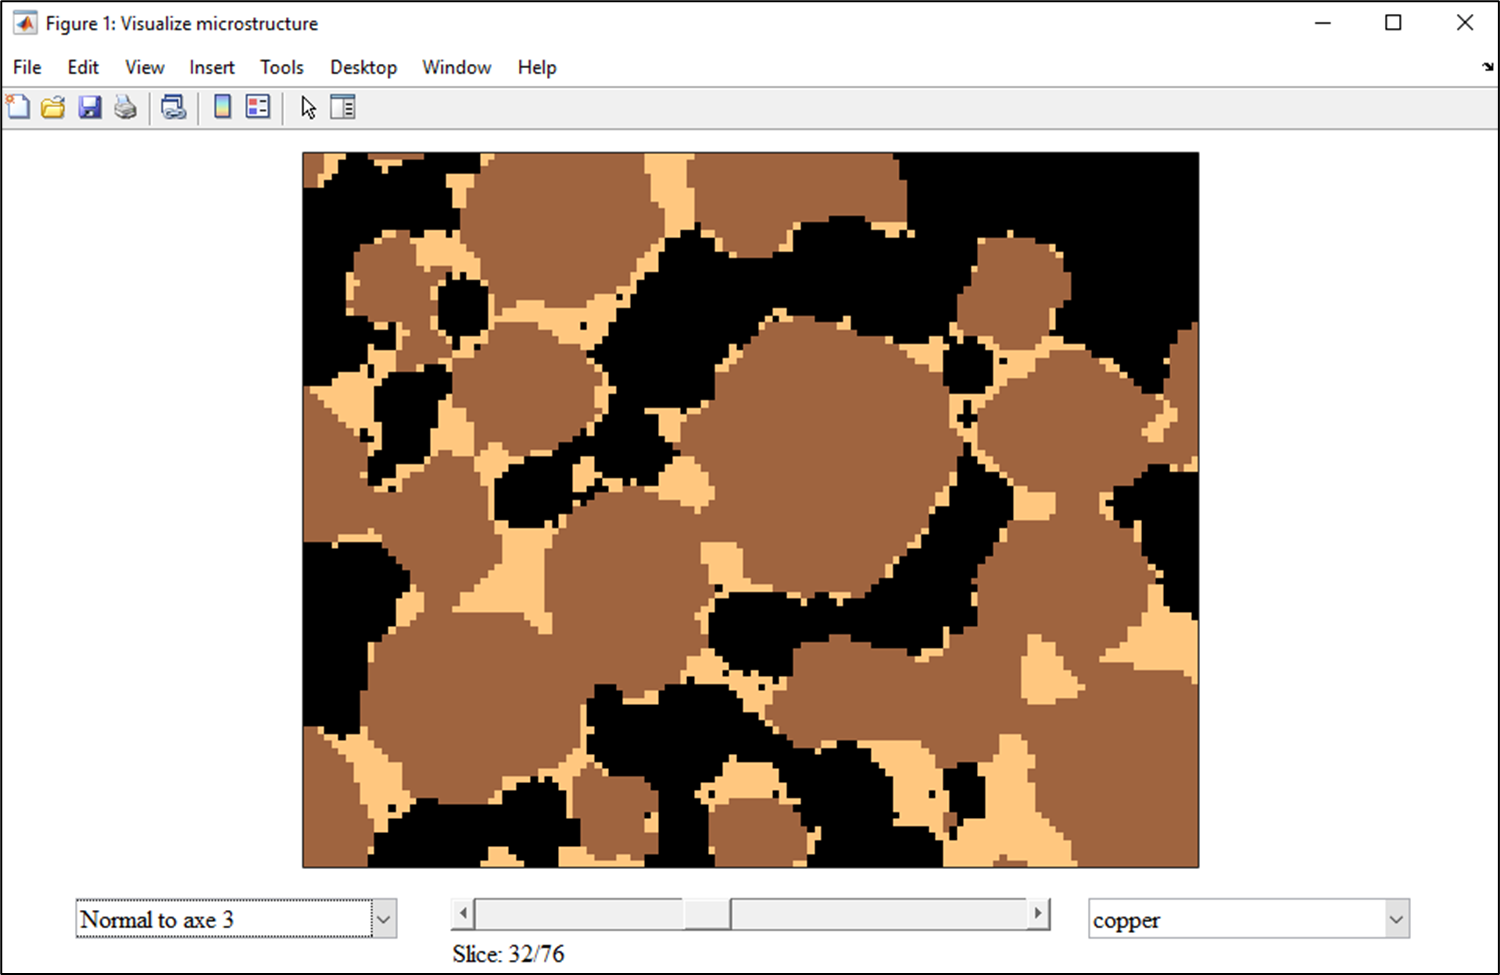 Figure 1: Visualize microstructure
File Edit View Insert Tools Desktop Window Help
Normal to axe 3
copper
Slice: 32/76